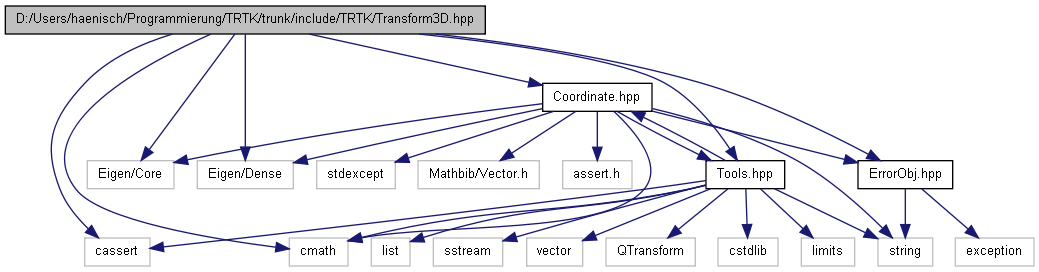 D:/Users/haenisch/Programmierung/TRTK/trunk/include/TRTK/Transform3D.hpp
Coordinate.hpp
Eigen/Core
Eigen/Dense
stdexcept
Mathbib/Vector.h
assert.h
Tools.hpp
ErrorObj.hpp
cassert
cmath
list
sstream
vector
QTransform
cstdlib
limits
string
exception